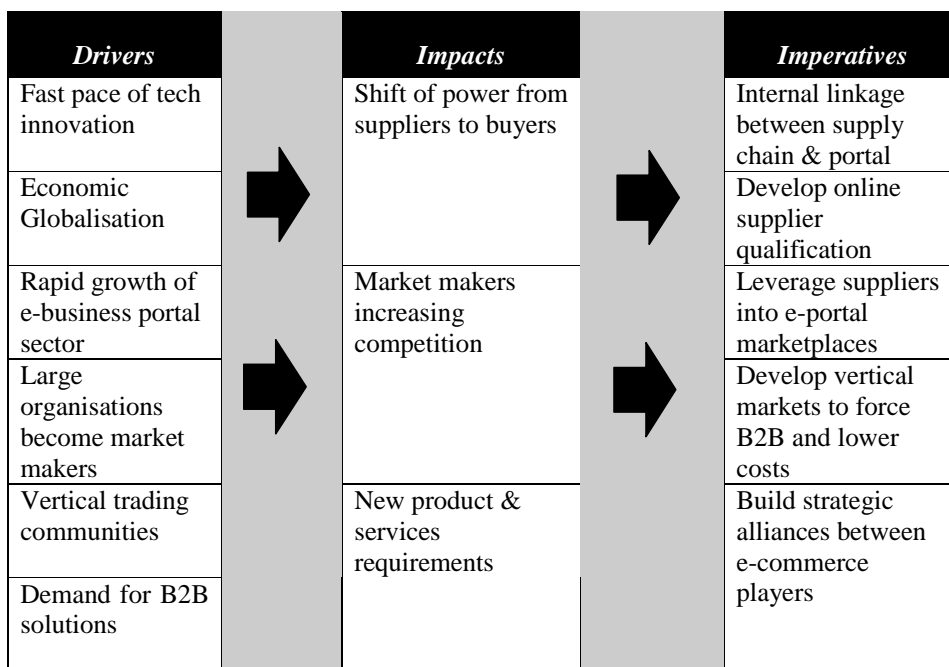 Drivers
Fast pace of tech
innovation
Economic
Globalisation
Rapid growth of
e-business portal
sector
Large
organisations
become market
makers
Vertical trading
communities
Demand for B2B
solutions
Impacts
Shift of power from
suppliers to buyers
Market makers
increasing
competition
New product &
services
requirements
Imperatives
Internal linkage
between supply
chain & portal
Develop online
supplier
qualification
Leverage suppliers
into e-portal
marketplaces
Develop vertical
markets to force
B2B and lower
costs
Build strategic
alliances between
e-commerce
players